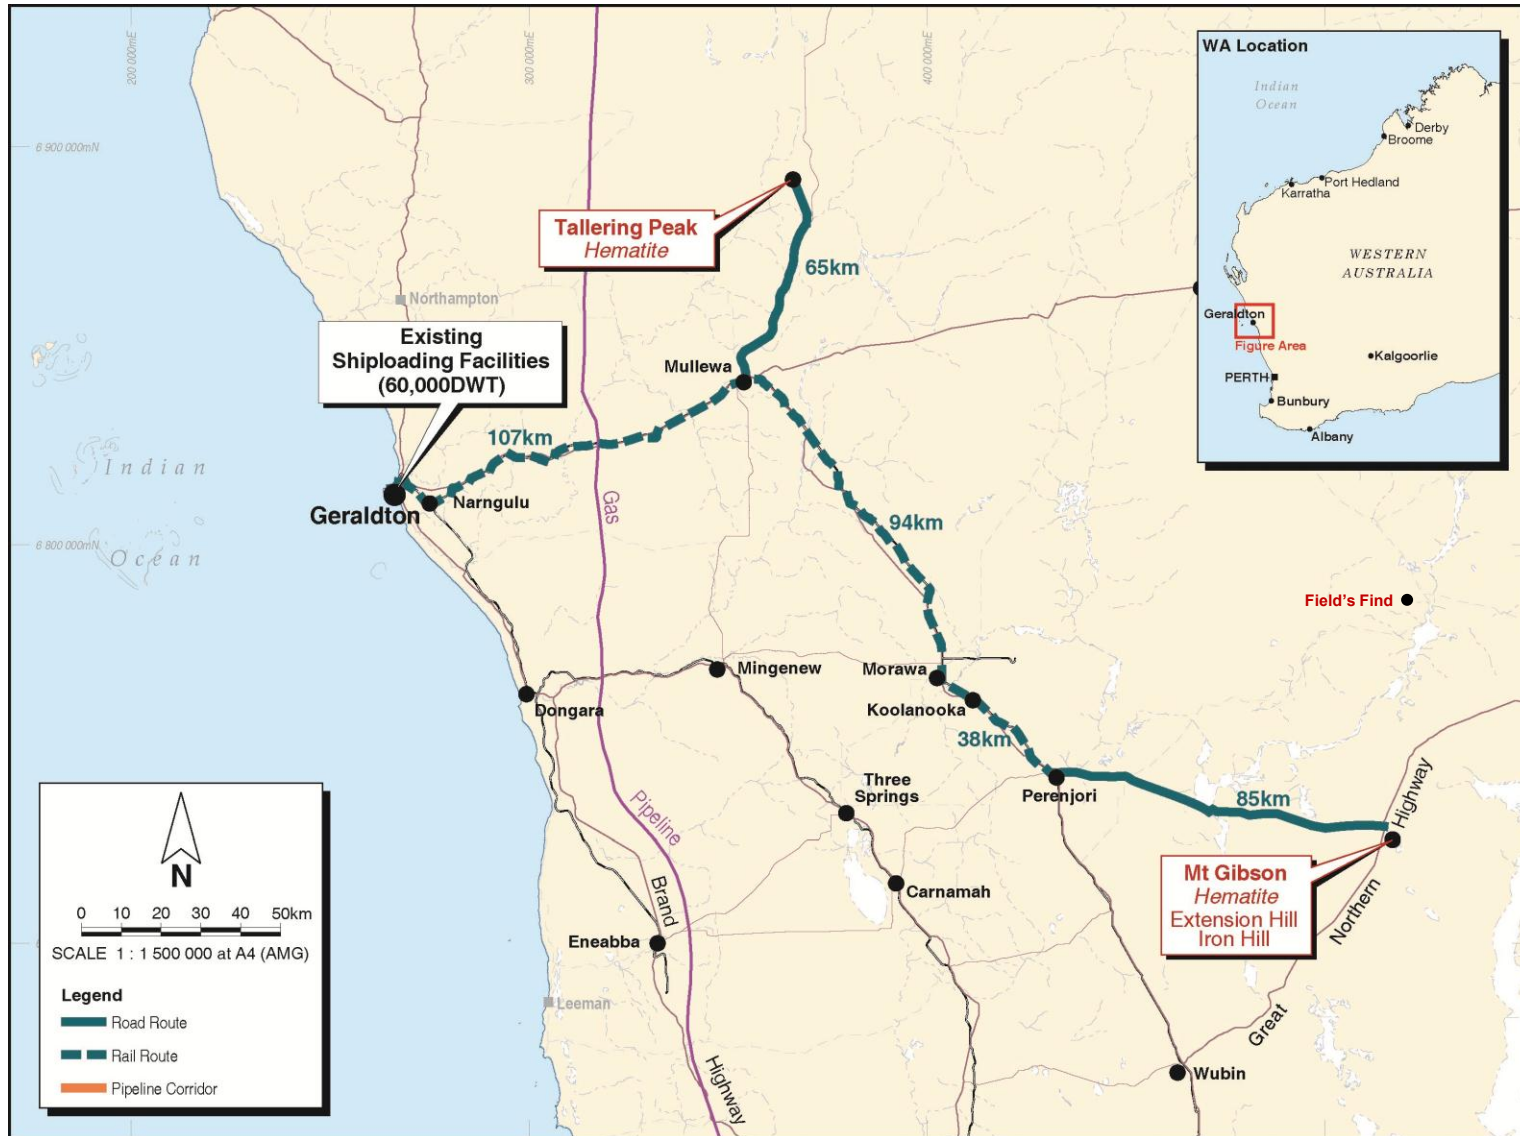 200 000mE
300 000mE
400 000mE
6 900 000mN
6 800 000mN
WA Location
Indian
Ocean
Derby
Broome
Port Hedland
Karratha
WESTERN
AUSTRALIA
Geraldton
Figure Area
Kalgoorlie
PERTH
Bunbury
Albany
Tallering Peak
Hematite
65km
Northampton
Existing
Shiploading Facilities
(60,000DWT)
Mullewa
107km
Indian
Ocean
Geraldton
Narngulu
Gas
Pipeline
94km
Field's Find
Mingenew
Morawa
Koolanooka
Dongara
38km
Three
Springs
Perenjori
85km
Highway
Northern
Great
Mt Gibson
Hematite
Extension Hill
Iron Hill
Carnamah
Brand
Highway
Eneabba
Leeman
Wubin
N
0 10 20 30 40 50km
SCALE 1 : 1 500 000 at A4 (AMG)
Legend
Road Route
Rail Route
Pipeline Corridor